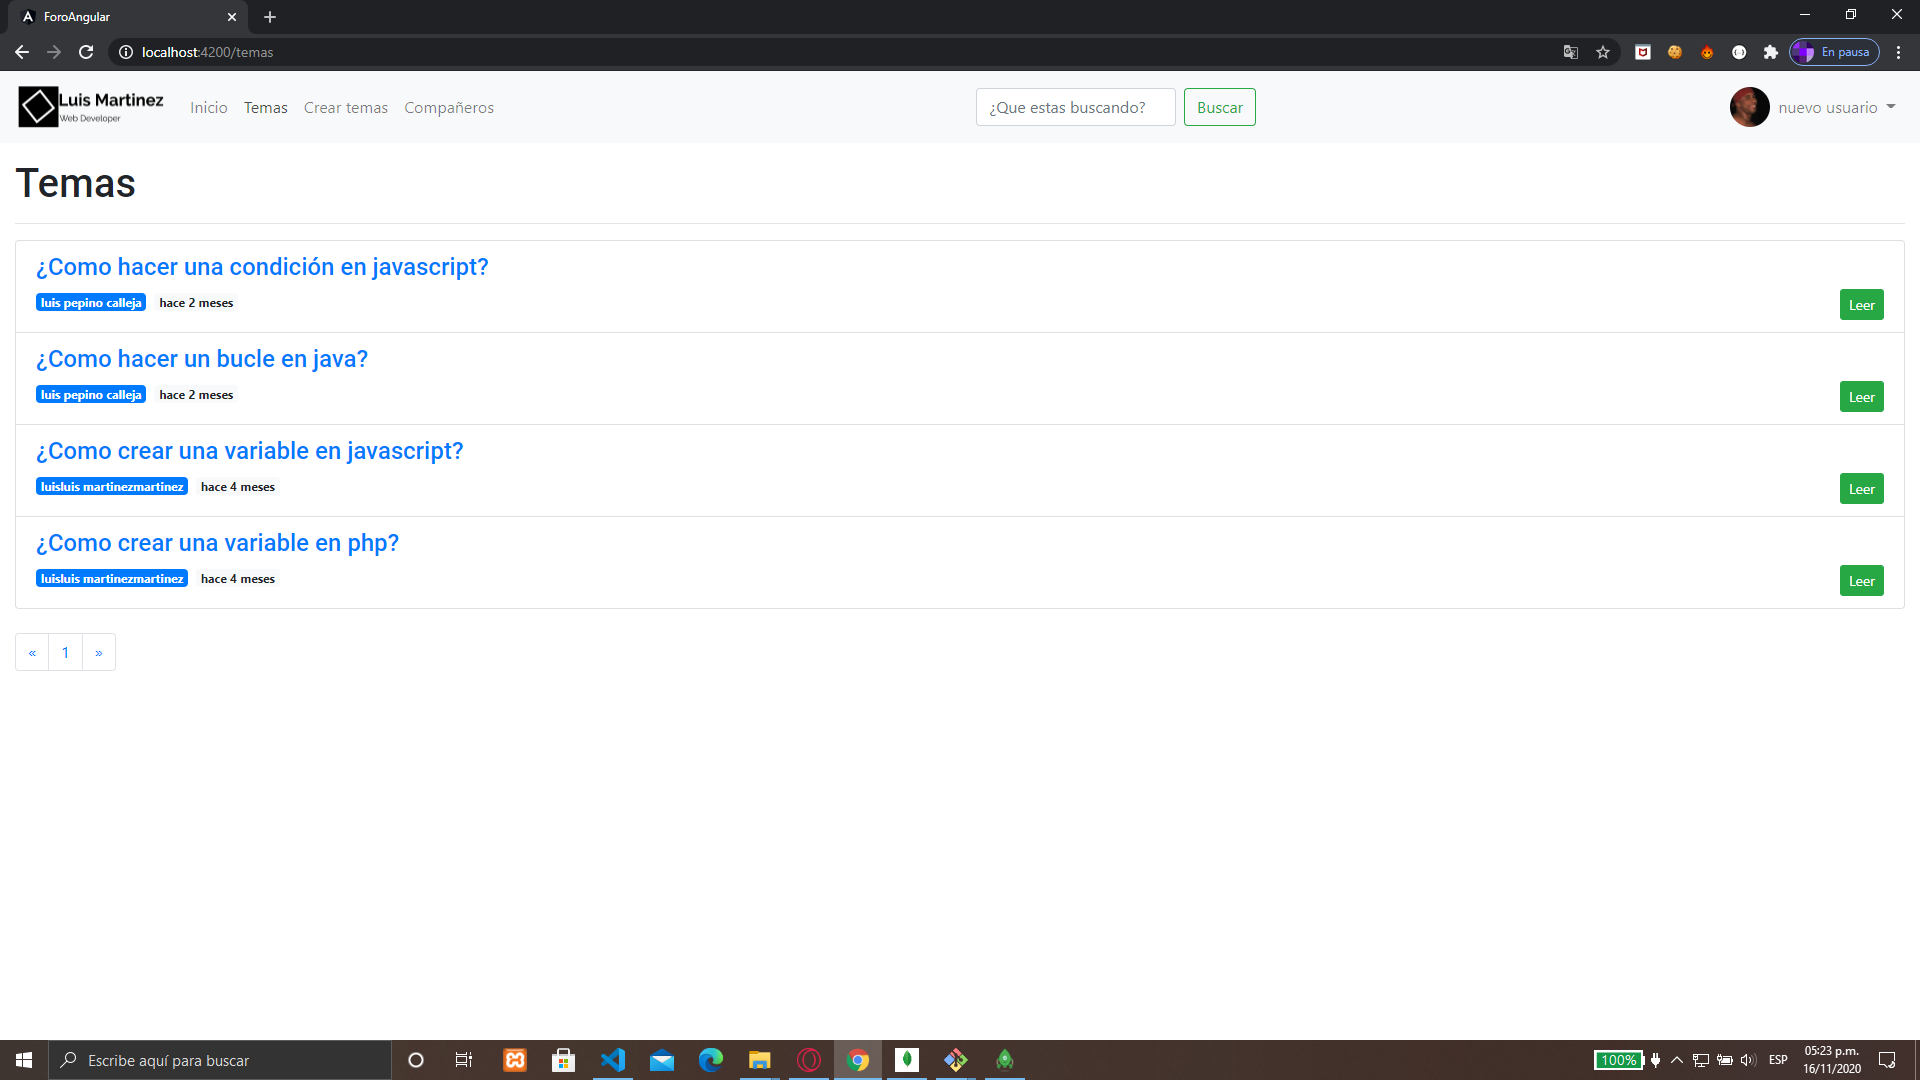 ForoAngular
localhost:4200/temas
En pausa
Luis Martinez
Web Developer
Inicio
Temas
Crear temas
Compañeros
¿Que estas buscando?
Buscar
nuevo usuario
Temas
¿Como hacer una condición en javascript?
luis pepino calleja hace 2 meses
Leer
¿Como hacer un bucle en java?
luis pepino calleja hace 2 meses
Leer
¿Como crear una variable en javascript?
luisluis martinezmartinez hace 4 meses
Leer
¿Como crear una variable en php?
luisluis martinezmartinez hace 4 meses
Leer
« 1 »
Escribe aquí para buscar
100%
ESP
05:23 p.m.
16/11/2020